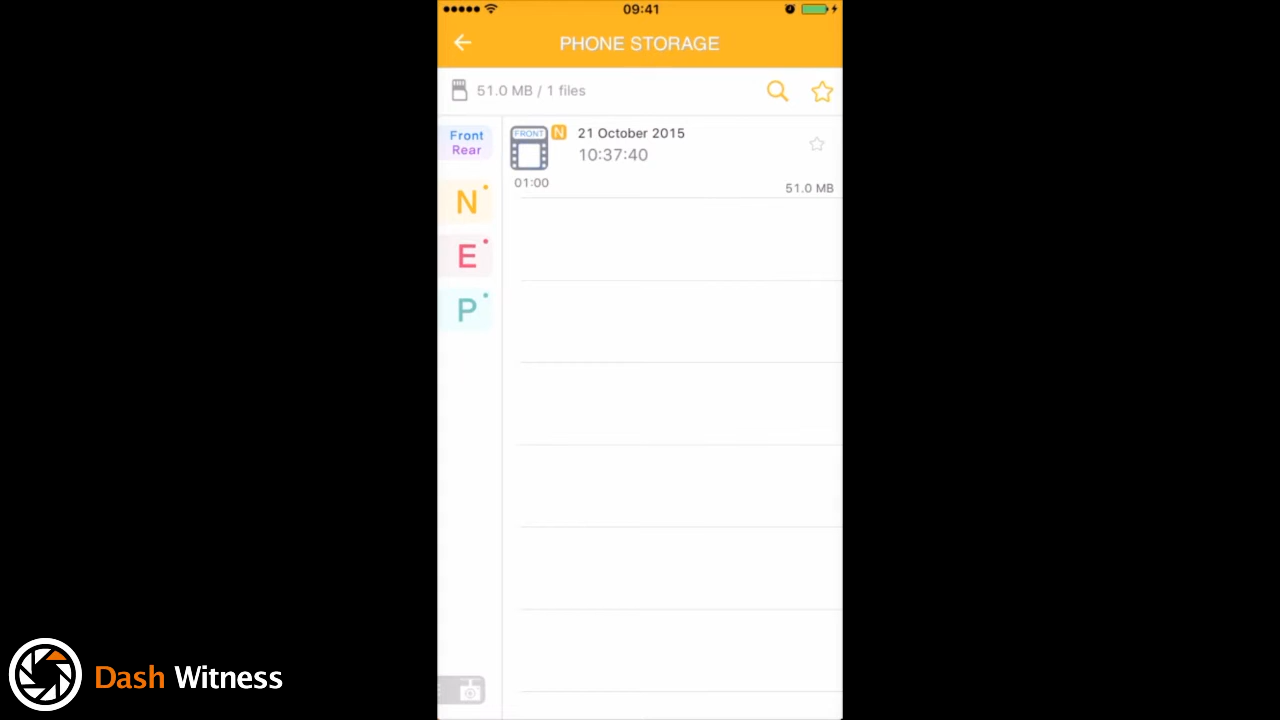 09:41
PHONE STORAGE
51.0 MB / 1 files
Front
Rear
N
E
P
FRONT
N
21 October 2015
10:37:40
01:00
51.0 MB
Dash Witness